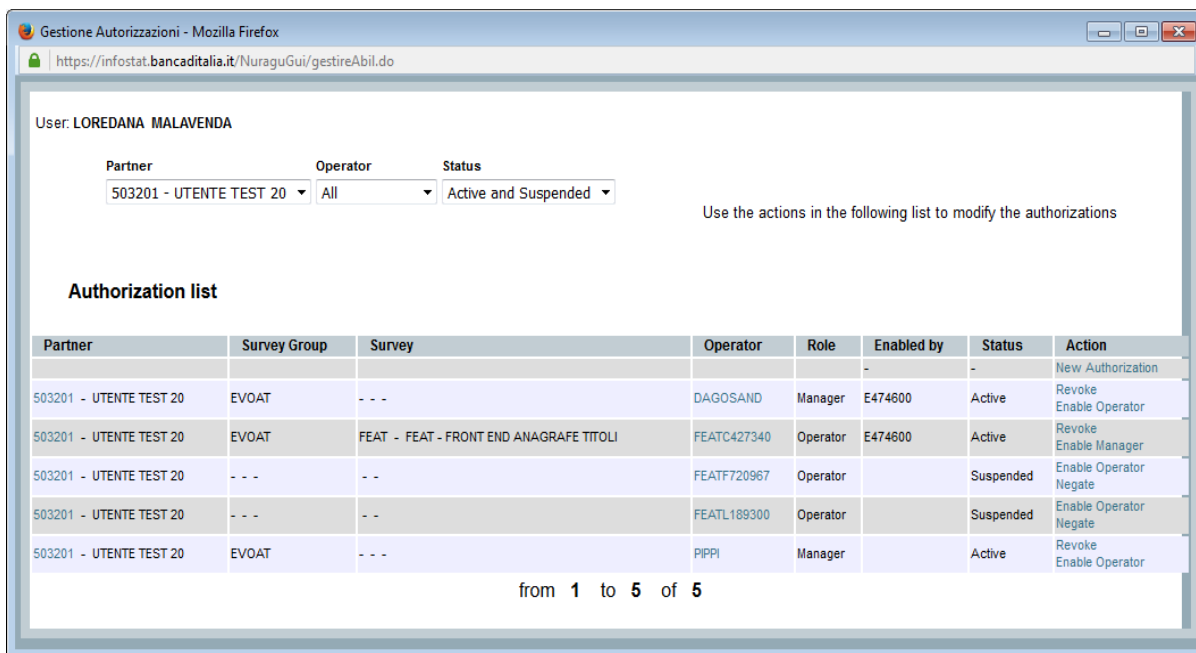 Gestione Autorizzazioni - Mozilla Firefox
https://infostat.bancaditalia.it/NuraguGui/gestireAbil.do
User: LOREDANA MALAVENDA
Partner Operator Status
503201 - UTENTE TEST 20 All Active and Suspended
Use the actions in the following list to modify the authorizations
Authorization list
Partner Survey Group Survey Operator Role Enabled by Status Action
- - New Authorization
503201 - UTENTE TEST 20 EVOAT - - - DAGOSAND Manager E474600 Active Revoke
Enable Operator
503201 - UTENTE TEST 20 EVOAT FEAT - FEAT - FRONT END ANAGRAFE TITOLI FEATC427340 Operator E474600 Active Revoke
Enable Manager
503201 - UTENTE TEST 20 - - - - - FEATF720967 Operator Suspended Enable Operator
Negate
503201 - UTENTE TEST 20 - - - - - FEATL189300 Operator Suspended Enable Operator
Negate
503201 - UTENTE TEST 20 EVOAT - - - PIPPI Manager Active Revoke
Enable Operator
from 1 to 5 of 5